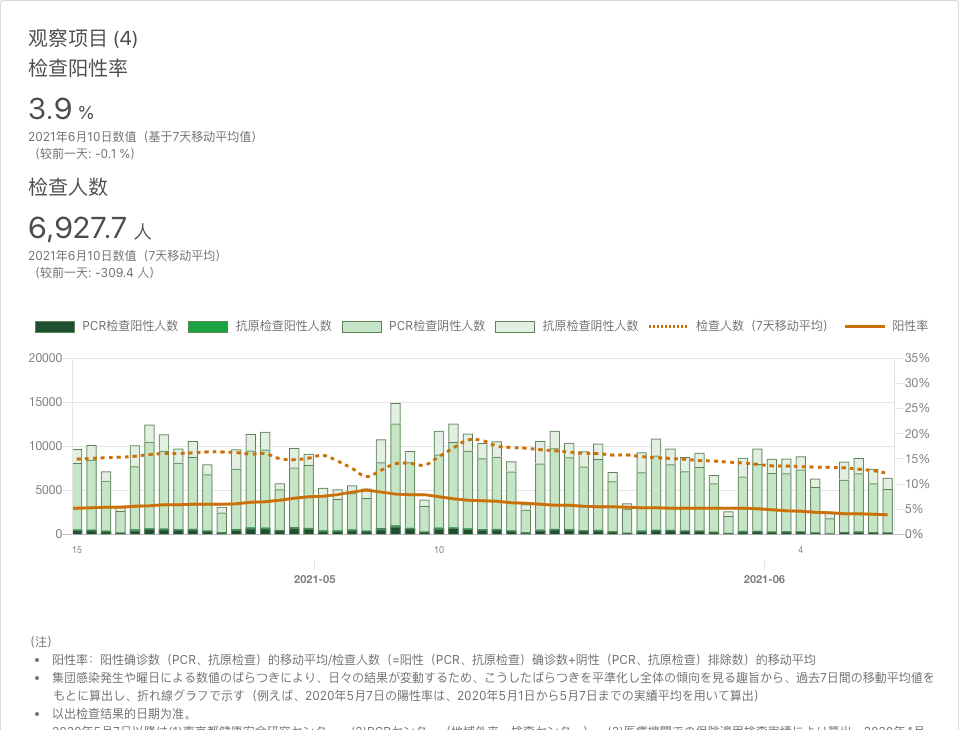 观察项目 (4)
检查阳性率
3.9 %
2021年6月10日数值（基于7天移动平均值）
（较前一天: -0.1 %）
检查人数
6,927.7 人
2021年6月10日数值（7天移动平均）
（较前一天: -309.4 人）
PCR检查阳性人数 抗原检查阳性人数 PCR检查阴性人数 抗原检查阴性人数 检查人数（7天移动平均） 阳性率
20000 35%
30%
15000
25%
10000 20%
15%
5000 10%
5%
0 0%
15 10 4
2021-05 2021-06
（注）
• 阳性率：阳性确诊数（PCR、抗原检查）的移动平均/检查人数（=阳性（PCR、抗原检查）确诊数+阴性（PCR、抗原检查）排除数）的移动平均
• 集団感染発生や曜日による数値のばらつきにより、日々の結果が変動するため、こうしたばらつきを平準化し全体の傾向を見る趣旨から、過去7日間の移動平均値を
もとに算出し、折れ線グラフで示す（例えば、2020年5月7日の陽性率は、2020年5月1日から5月7日までの実績平均を用いて算出）
• 以出检查结果的日期为准。